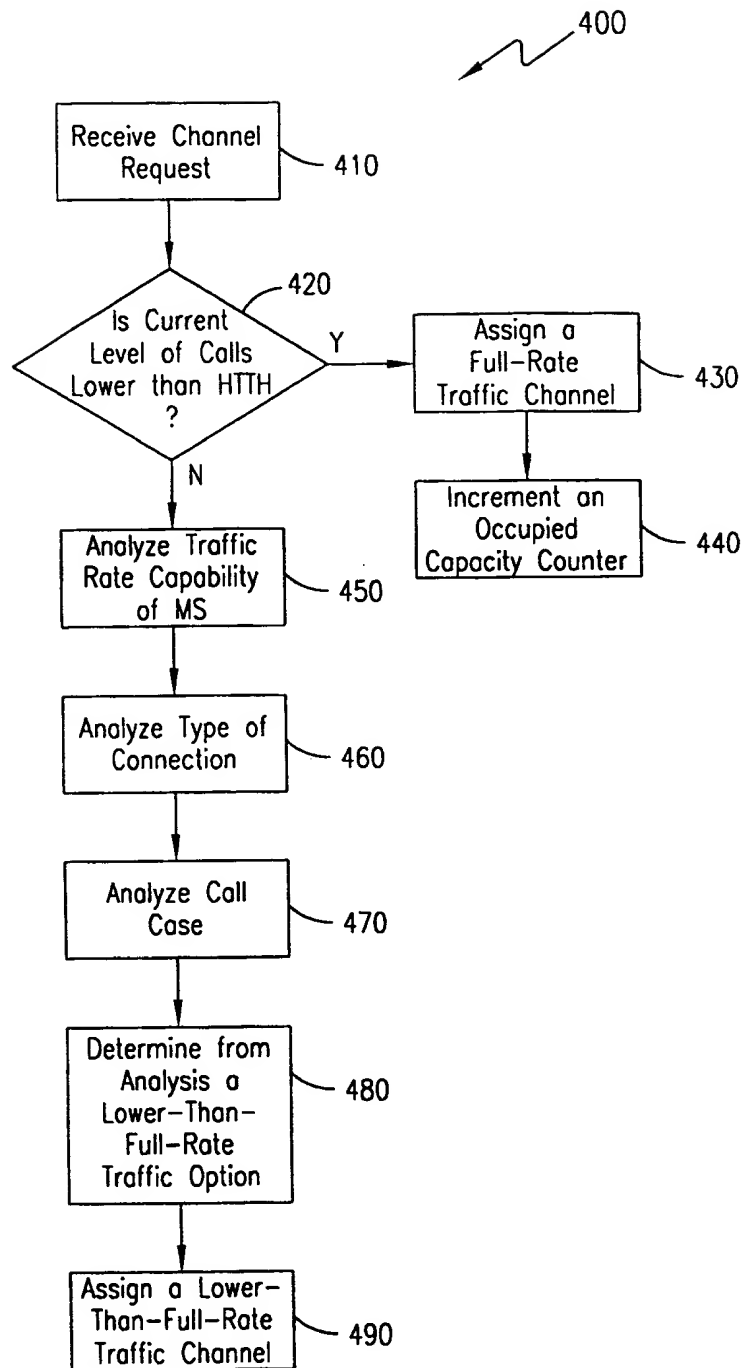 400
Receive Channel
Request
410
420
Is Current
Level of Calls
Lower than HTTH
?
Y
N
Assign a
Full-Rate
Traffic Channel
430
Increment an
Occupied
Capacity Counter
440
Analyze Traffic
Rate Capability
of MS
450
Analyze Type of
Connection
460
Analyze Call
Case
470
Determine from
Analysis a
Lower-Than-
Full-Rate
Traffic Option
480
Assign a Lower-
Than-Full-Rate
Traffic Channel
490